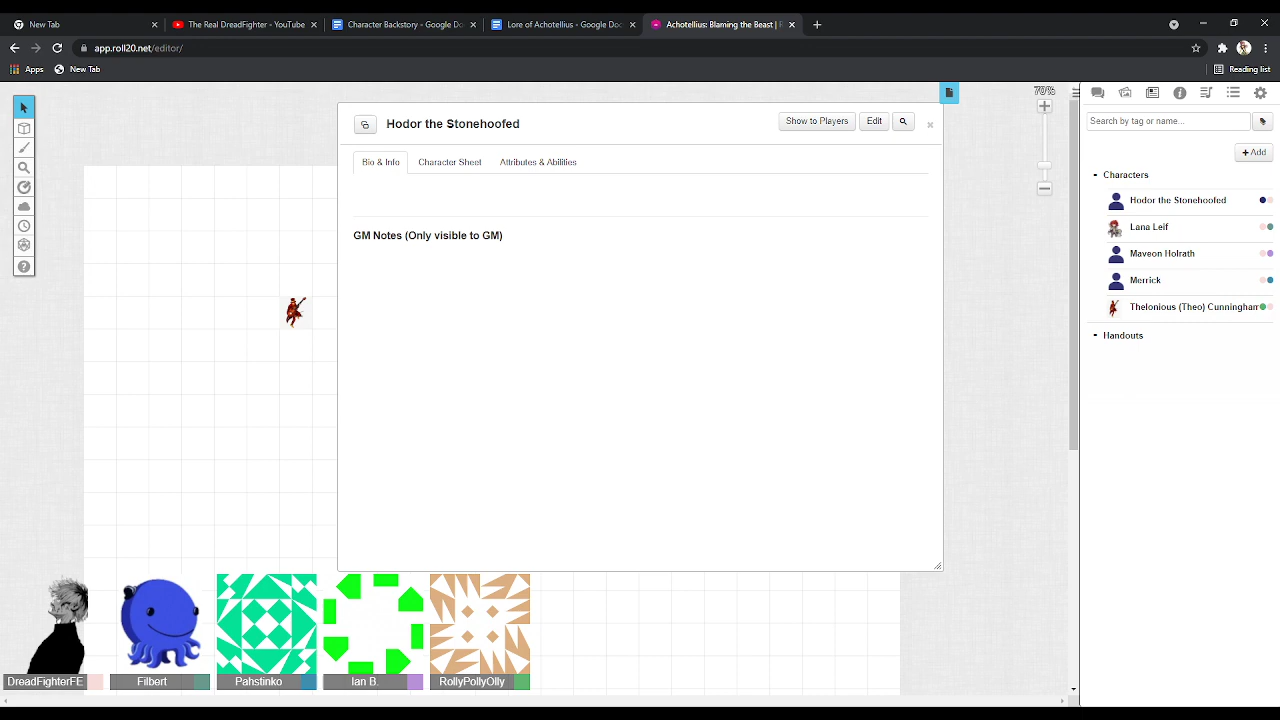 New Tab
The Real DreadFighter - YouTube
Character Backstory - Google Do
Lore of Achotellius - Google Doc
Achotellius: Blaming the Beast |
app.roll20.net/editor/
Apps
New Tab
Reading list
70%
Hodor the Stonehoofed
Show to Players
Edit
Bio & Info
Character Sheet
Attributes & Abilities
GM Notes (Only visible to GM)
Search by tag or name...
+ Add
Characters
Hodor the Stonehoofed
Lana Leif
Maveon Holrath
Merrick
Thelonious (Theo) Cunningham
Handouts
DreadFighterFE
Filbert
Pahstinko
Ian B.
RollyPollyOlly